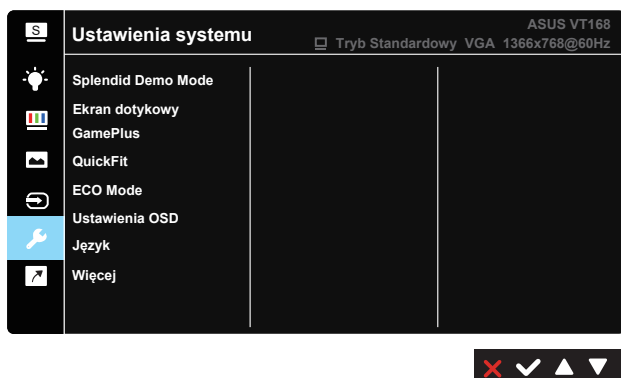 S
ASUS VT168
Ustawienia systemu
Tryb Standardowy VGA 1366x768@60Hz
Splendid Demo Mode
Ekran dotykowy
GamePlus
QuickFit
ECO Mode
Ustawienia OSD
Język
Więcej